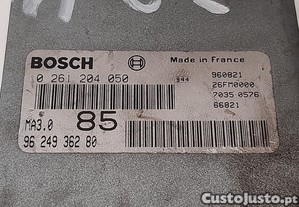 BOSCH
Made in France
0 261 204 050
944
960821
26FM0000
7035 0576
66821
MA3.0
85
96 249 362 80
CustoJusto.pt